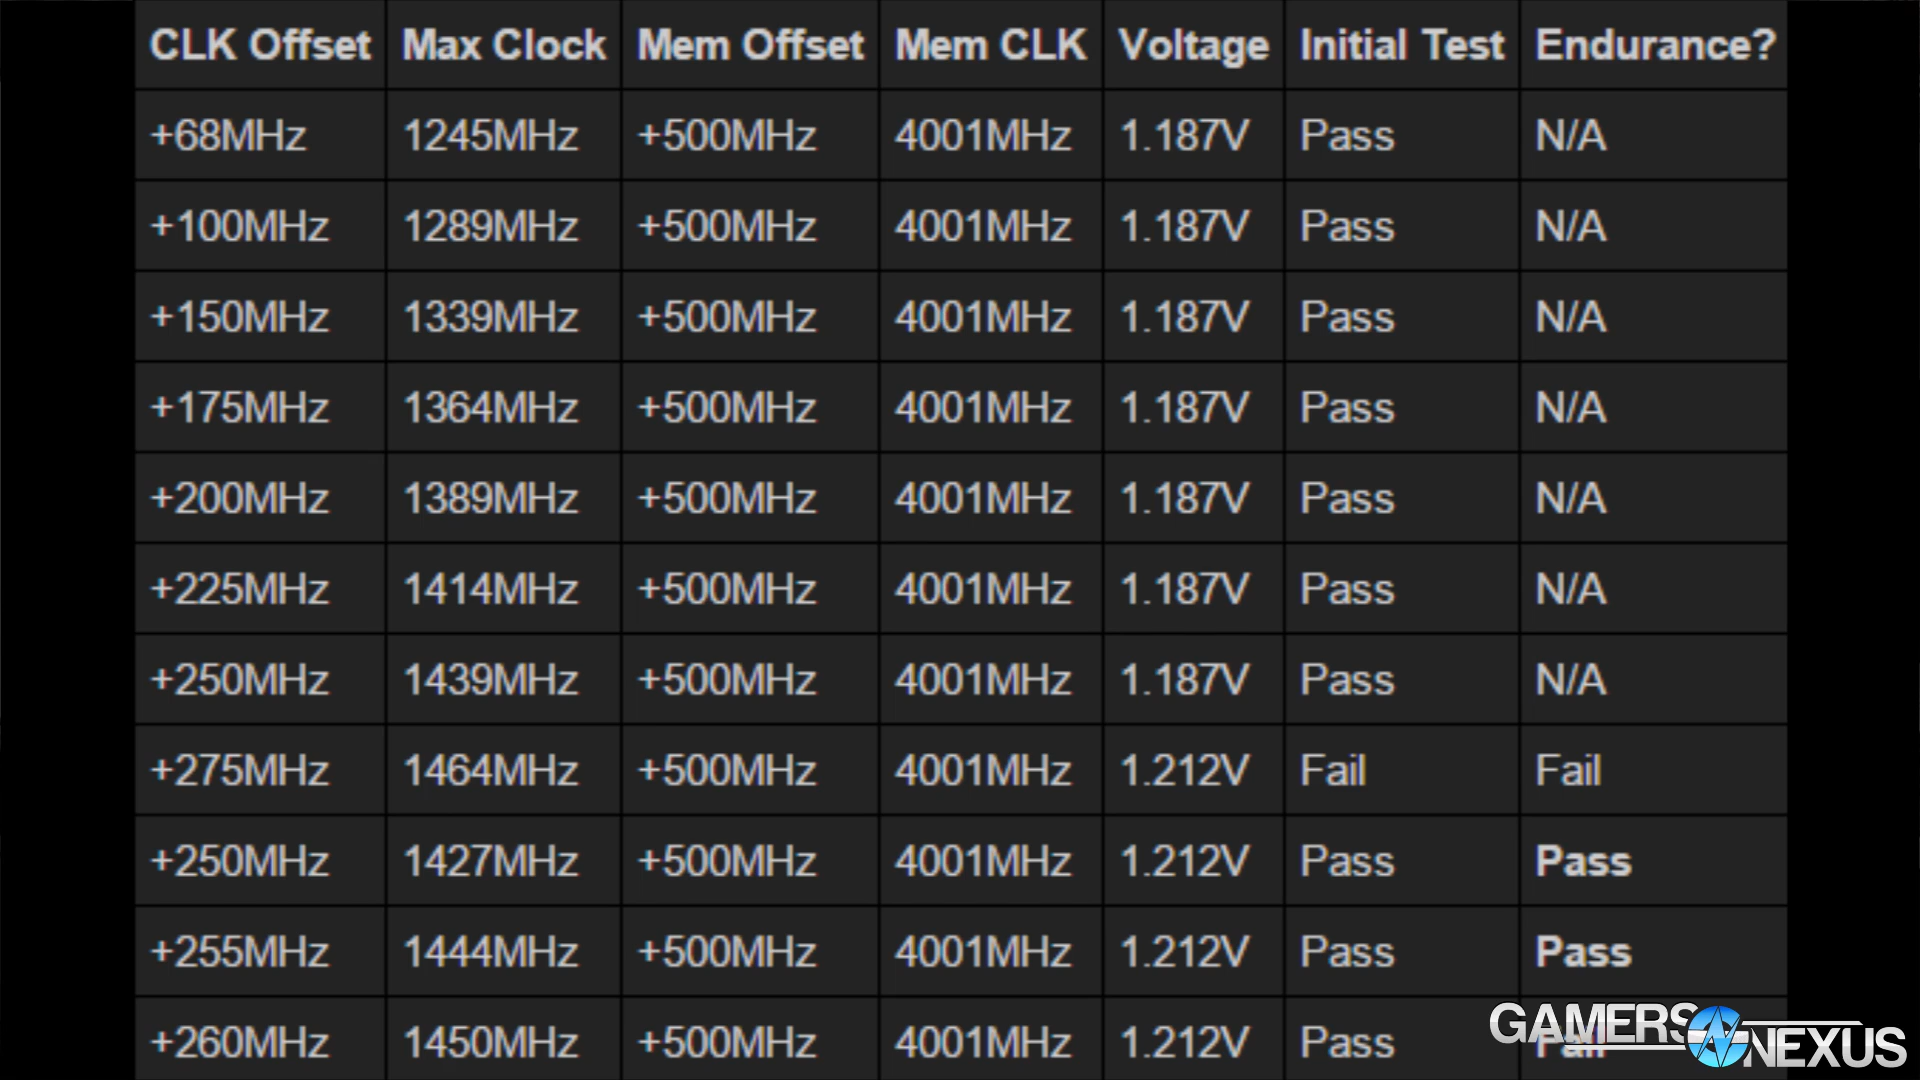 CLK Offset Max Clock Mem Offset Mem CLK Voltage Initial Test Endurance?
+68MHz 1245MHz +500MHz 4001MHz 1.187V Pass N/A
+100MHz 1289MHz +500MHz 4001MHz 1.187V Pass N/A
+150MHz 1339MHz +500MHz 4001MHz 1.187V Pass N/A
+175MHz 1364MHz +500MHz 4001MHz 1.187V Pass N/A
+200MHz 1389MHz +500MHz 4001MHz 1.187V Pass N/A
+225MHz 1414MHz +500MHz 4001MHz 1.187V Pass N/A
+250MHz 1439MHz +500MHz 4001MHz 1.187V Pass N/A
+275MHz 1464MHz +500MHz 4001MHz 1.212V Fail Fail
+250MHz 1427MHz +500MHz 4001MHz 1.212V Pass Pass
+255MHz 1444MHz +500MHz 4001MHz 1.212V Pass Pass
+260MHz 1450MHz +500MHz 4001MHz 1.212V Pass Fail
GAMERS NEXUS